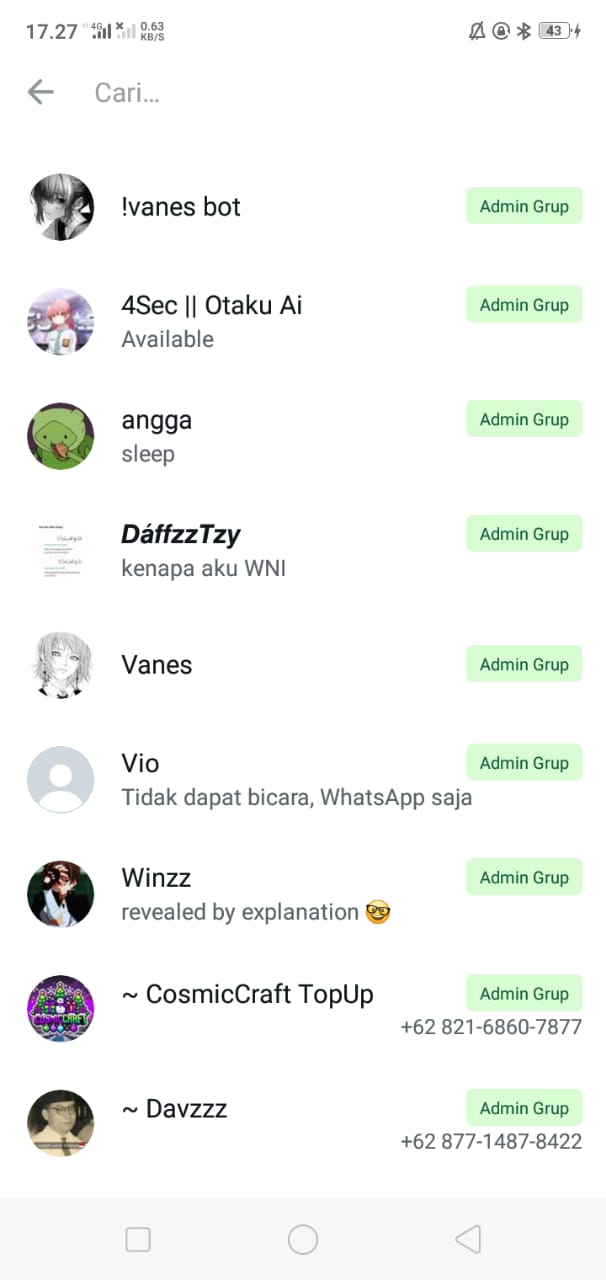 17.27 4G 0.63 KB/S 43
Cari...
!vanes bot Admin Grup
4Sec || Otaku Ai Admin Grup
Available
angga Admin Grup
sleep
DáffzzTzy Admin Grup
kenapa aku WNI
Vanes Admin Grup
Vio Admin Grup
Tidak dapat bicara, WhatsApp saja
Winzz Admin Grup
revealed by explanation 🤓
~ CosmicCraft TopUp Admin Grup
+62 821-6860-7877
~ Davzzz Admin Grup
+62 877-1487-8422